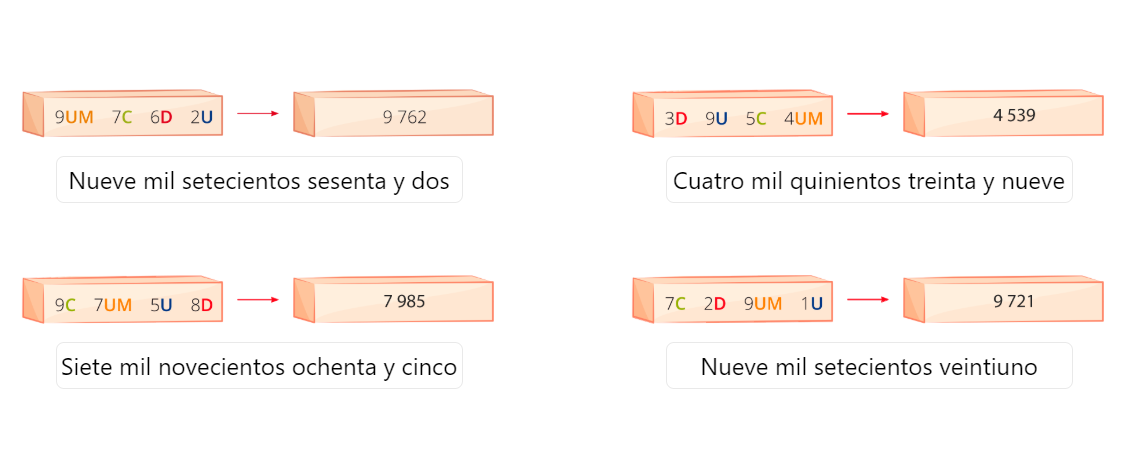 9UM 7C 6D 2U
9 762
Nueve mil setecientos sesenta y dos
3D 9U 5C 4UM
4 539
Cuatro mil quinientos treinta y nueve
9C 7UM 5U 8D
7 985
Siete mil novecientos ochenta y cinco
7C 2D 9UM 1U
9 721
Nueve mil setecientos veintiuno